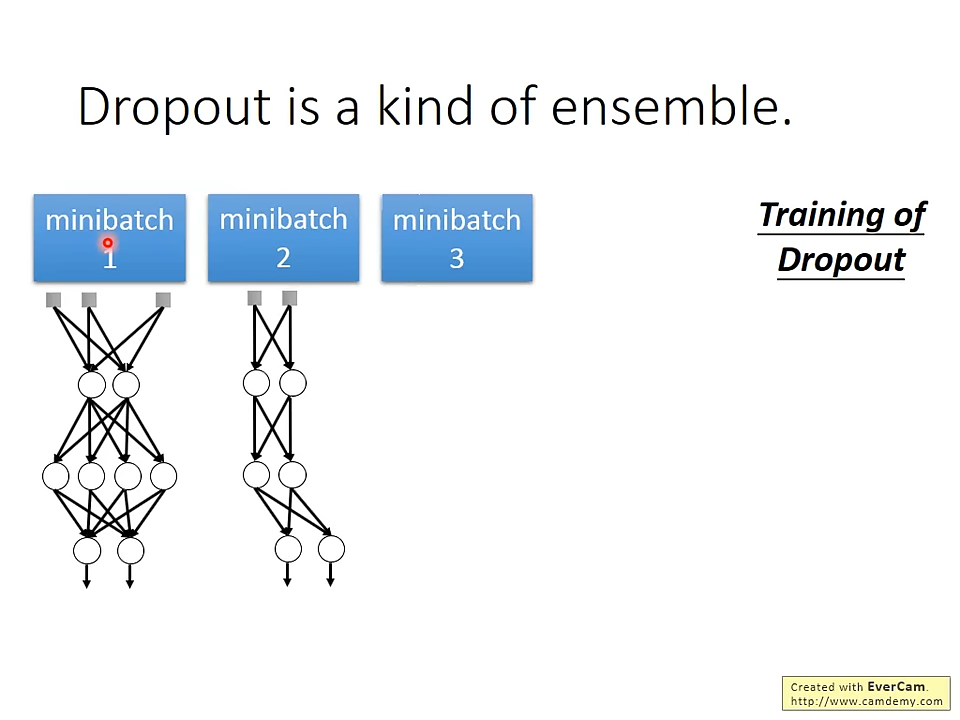 Dropout is a kind of ensemble.
minibatch
1
minibatch
2
minibatch
3
Training of
Dropout
Created with EverCam.
http://www.camdemy.com